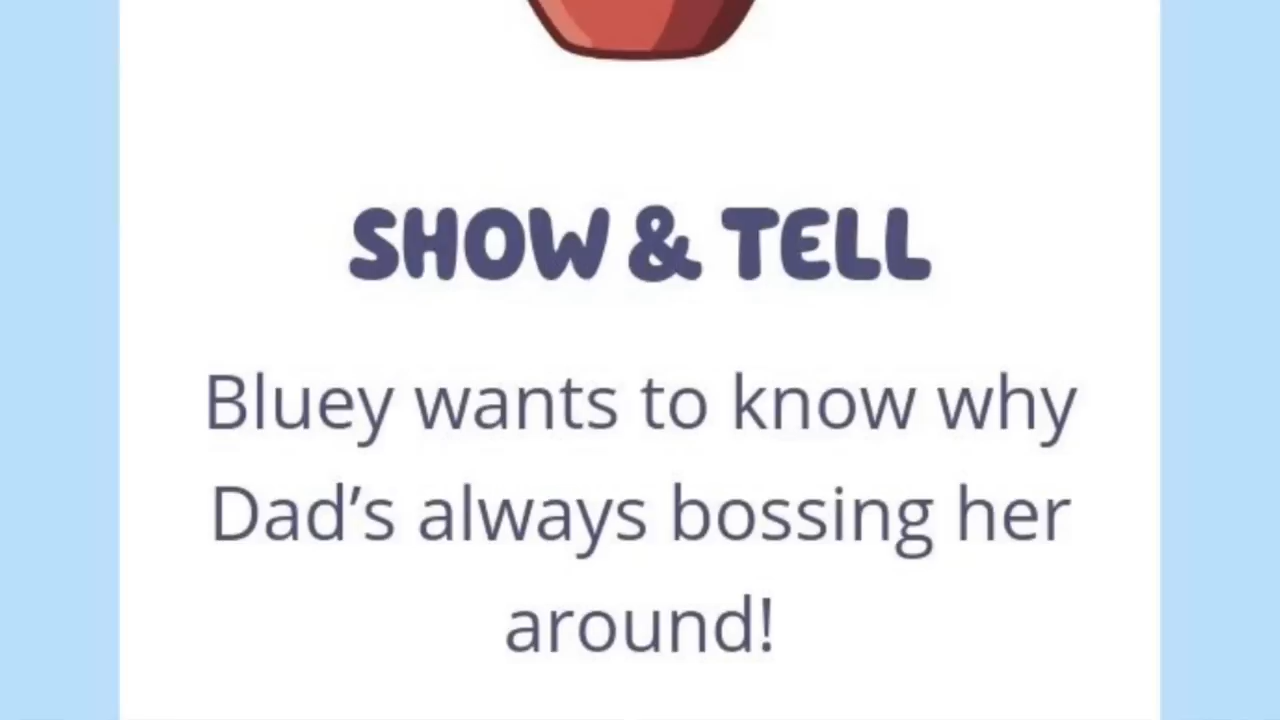 SHOW & TELL
Bluey wants to know why
Dad’s always bossing her
around!